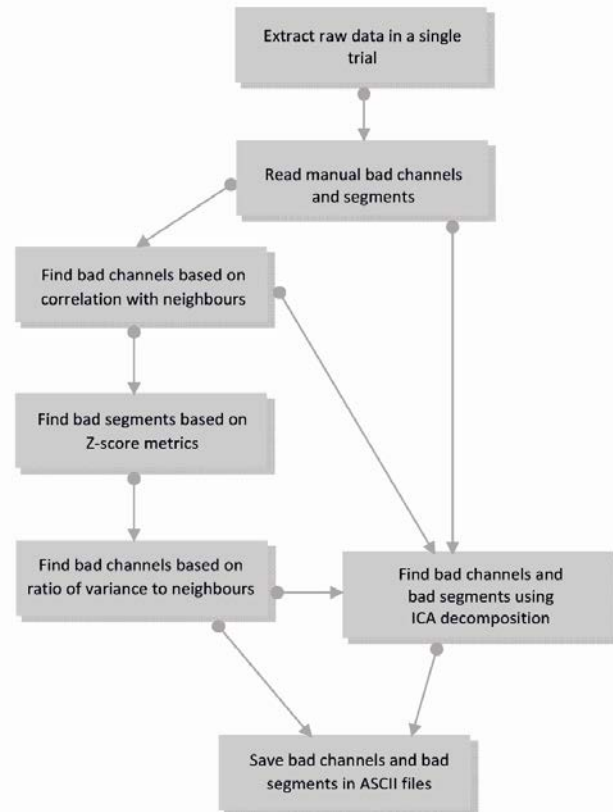 Extract raw data in a single
trial
Read manual bad channels
and segments
Find bad channels based on
correlation with neighbours
Find bad segments based on
Z-score metrics
Find bad channels based on
ratio of variance to neighbours
Find bad channels and
bad segments using
ICA decomposition
Save bad channels and bad
segments in ASCII files